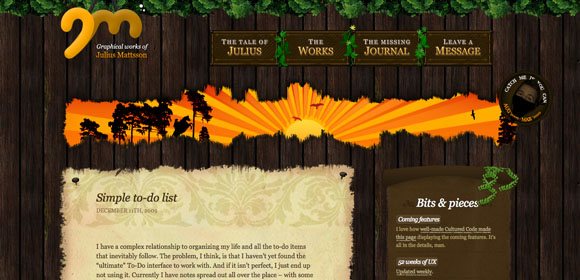 Graphical works of
Julius Mattsson
THE TALE OF
JULIUS
THE
WORKS
THE MISSING
JOURNAL
LEAVE A
MESSAGE
CATCH ME IF YOU CAN
Simple to-do list
DECEMBER 11TH, 2009
I have a complex relationship to organizing my life and all the to-do items
that inevitably follow. The problem, I think, is that I haven't yet found the
"ultimate" To-Do interface to work with. And if it isn't perfect, I just end up
not using it. Currently I have notes spread out all over the place – with some
Bits & pieces
Coming features
I love how well-made Cultured Code made
this page displaying the coming features. It's
all in the details, man.
52 weeks of UX
Updated weekly.